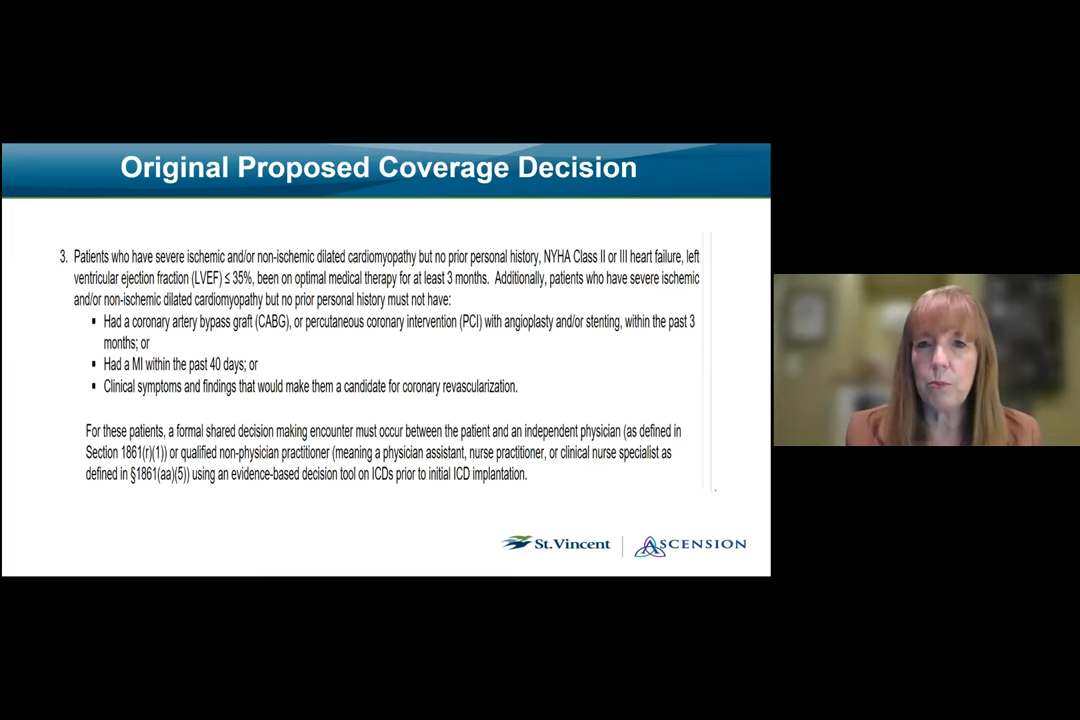 Original Proposed Coverage Decision
3. Patients who have severe ischemic and/or non-ischemic dilated cardiomyopathy but no prior personal history, NYHA Class II or III heart failure, left
ventricular ejection fraction (LVEF) ≤ 35%, been on optimal medical therapy for at least 3 months. Additionally, patients who have severe ischemic
and/or non-ischemic dilated cardiomyopathy but no prior personal history must not have:
▪ Had a coronary artery bypass graft (CABG), or percutaneous coronary intervention (PCI) with angioplasty and/or stenting, within the past 3
months; or
▪ Had a MI within the past 40 days; or
▪ Clinical symptoms and findings that would make them a candidate for coronary revascularization.
For these patients, a formal shared decision making encounter must occur between the patient and an independent physician (as defined in
Section 1861(r)(1)) or qualified non-physician practitioner (meaning a physician assistant, nurse practitioner, or clinical nurse specialist as
defined in §1861(aa)(5)) using an evidence-based decision tool on ICDs prior to initial ICD implantation.
St.Vincent
ASCENSION